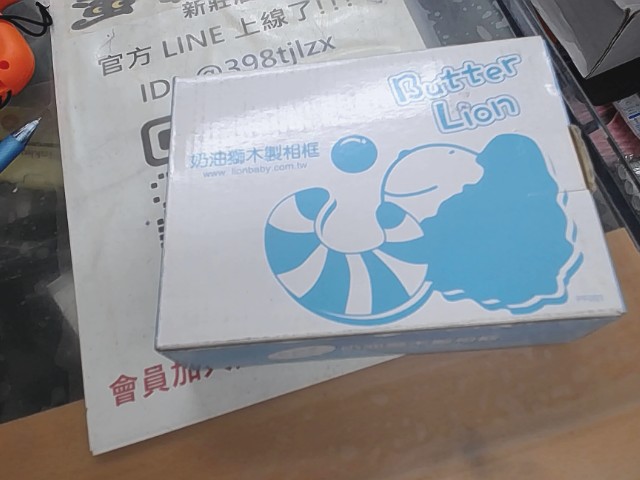 新莊
上線了!!!
官方 LINE
ID
@398tjlzx
Butter
Lion
奶油獅木製相框
www. lionbaby.com.tw
會員加入